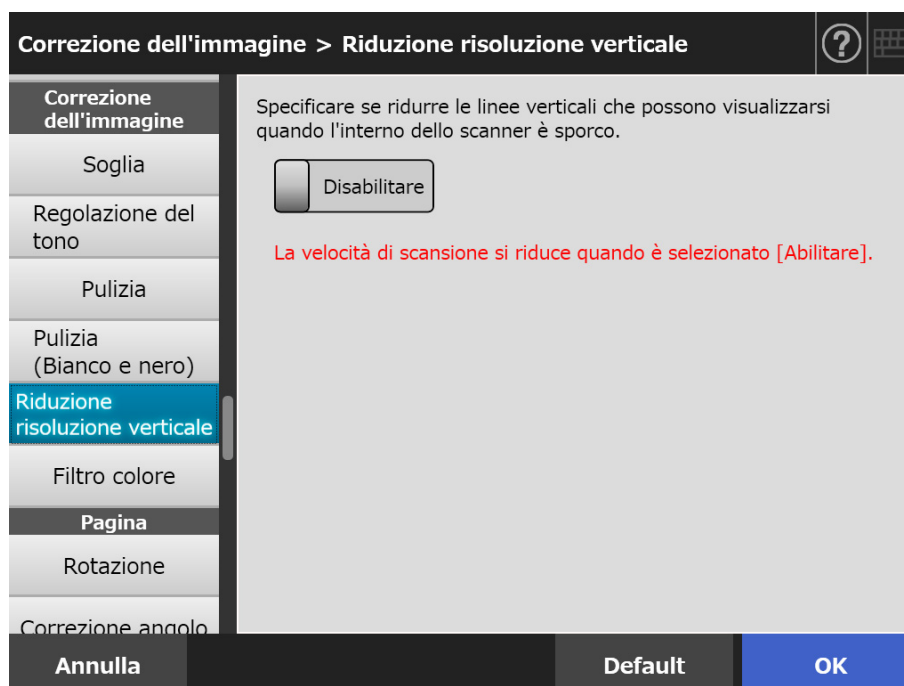 Correzione dell'immagine > Riduzione risoluzione verticale
?
Correzione
dell'immagine
Soglia
Regolazione del
tono
Pulizia
Pulizia
(Bianco e nero)
Riduzione
risoluzione verticale
Filtro colore
Pagina
Rotazione
Correzione angolo
Specificare se ridurre le linee verticali che possono visualizzarsi
quando l'interno dello scanner è sporco.
Disabilitare
La velocità di scansione si riduce quando è selezionato [Abilitare].
Annulla
Default
OK